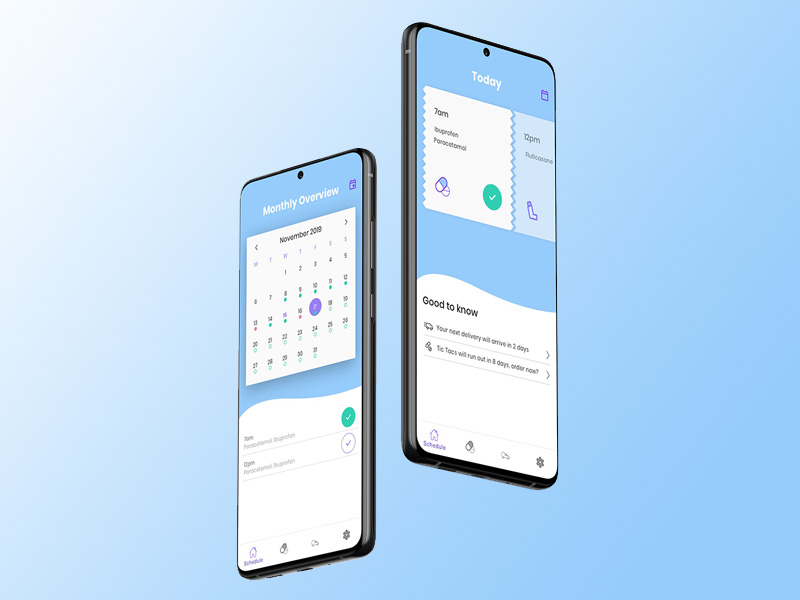 Monthly Overview
November 2019
M T W T F S S
1 2 3 4 5
6 7 8 9 10 11 12
13 14 15 16 17 18 19
20 21 22 23 24 25 26
27 28 29 30 31
7am
Paracetamol, Ibuprofen
12pm
Paracetamol, Ibuprofen
Schedule
Today
7am
Ibuprofen
Paracetamol
12pm
Fluticasone
Good to know
Your next delivery will arrive in 2 days
Tic Tacs will run out in 8 days, order now?
Schedule